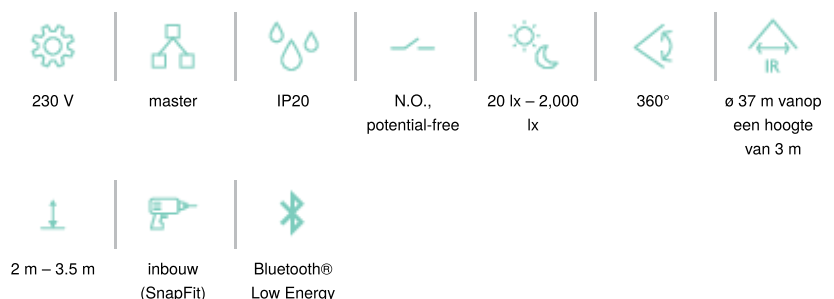 230 V
master
IP20
N.O.,
potential-free
20 lx – 2,000
lx
360°
IR
ø 37 m vanop
een hoogte
van 3 m
2 m – 3.5 m
inbouw
(SnapFit)
Bluetooth®
Low Energy